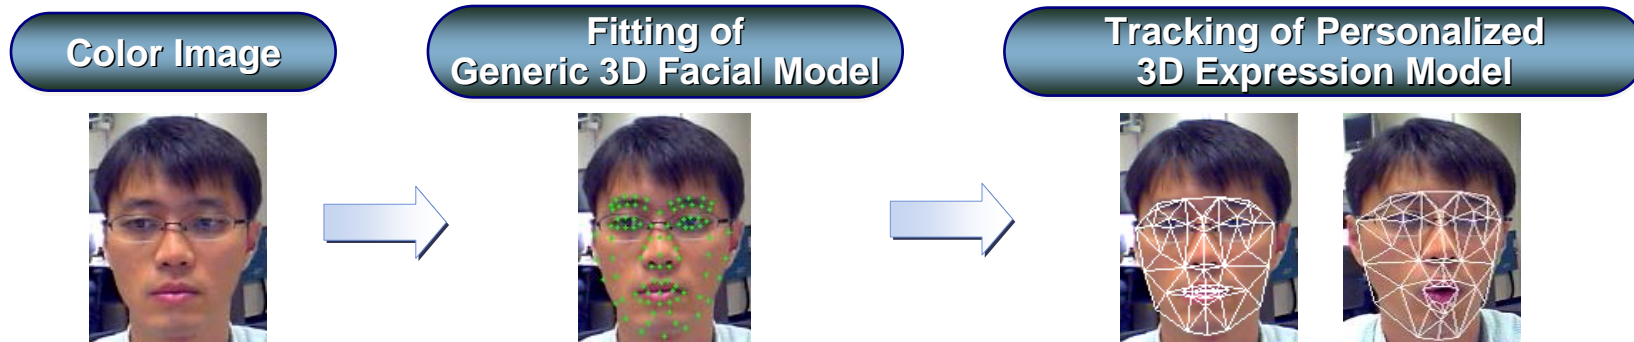 Color Image
Fitting of
Generic 3D Facial Model
Tracking of Personalized
3D Expression Model